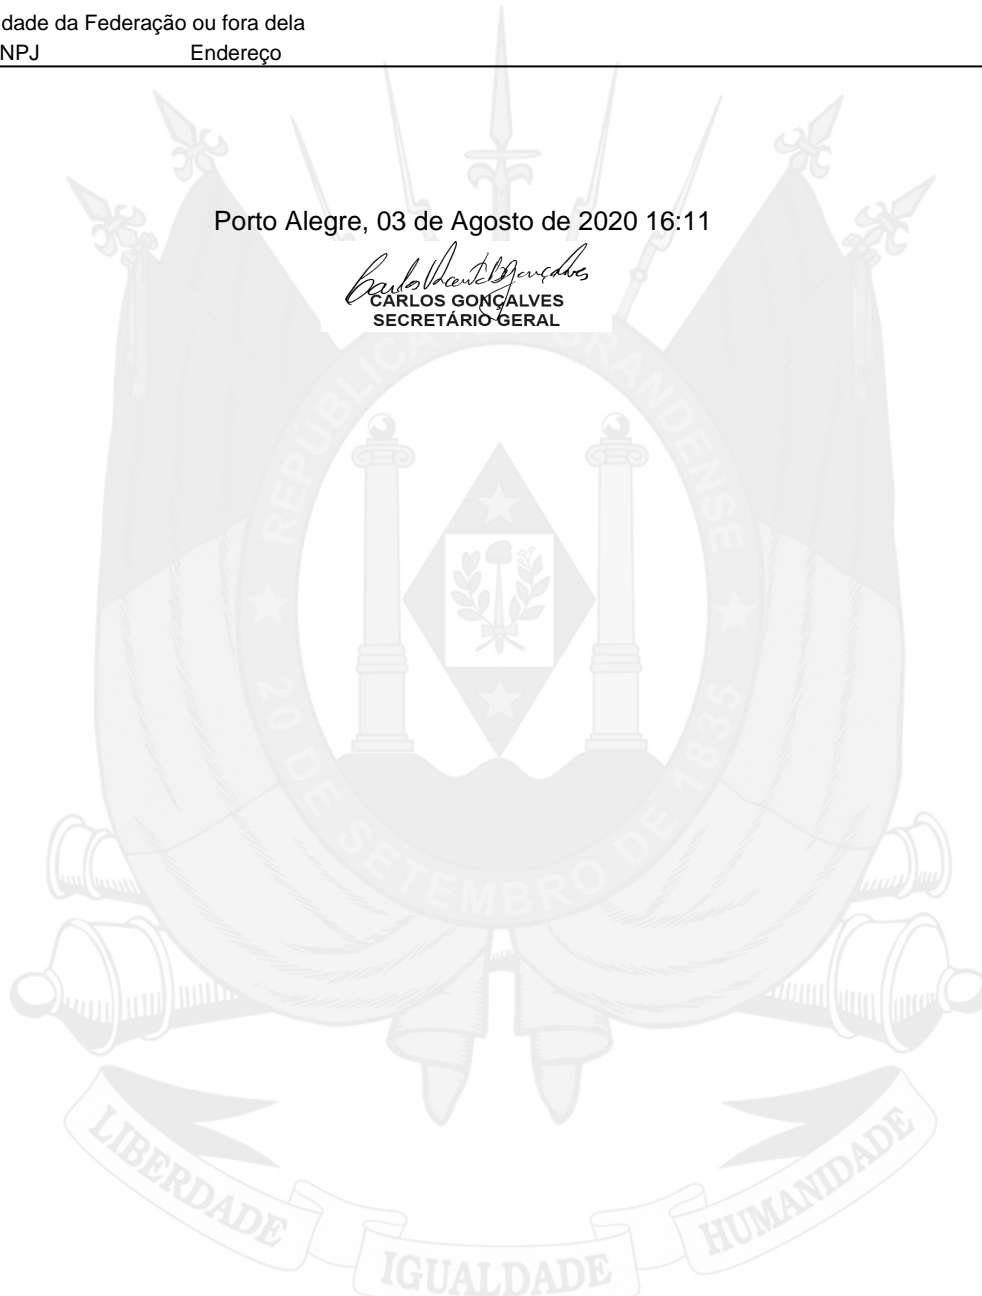 dade da Federação ou fora dela
NPJ Endereço
Porto Alegre, 03 de Agosto de 2020 16:11
CARLOS GONÇALVES
SECRETÁRIO GERAL
REPÚBLICA RIO GRANDENSE
20 DE SETEMBRO DE 1835
LIBERDADE
IGUALDADE
HUMANIDADE